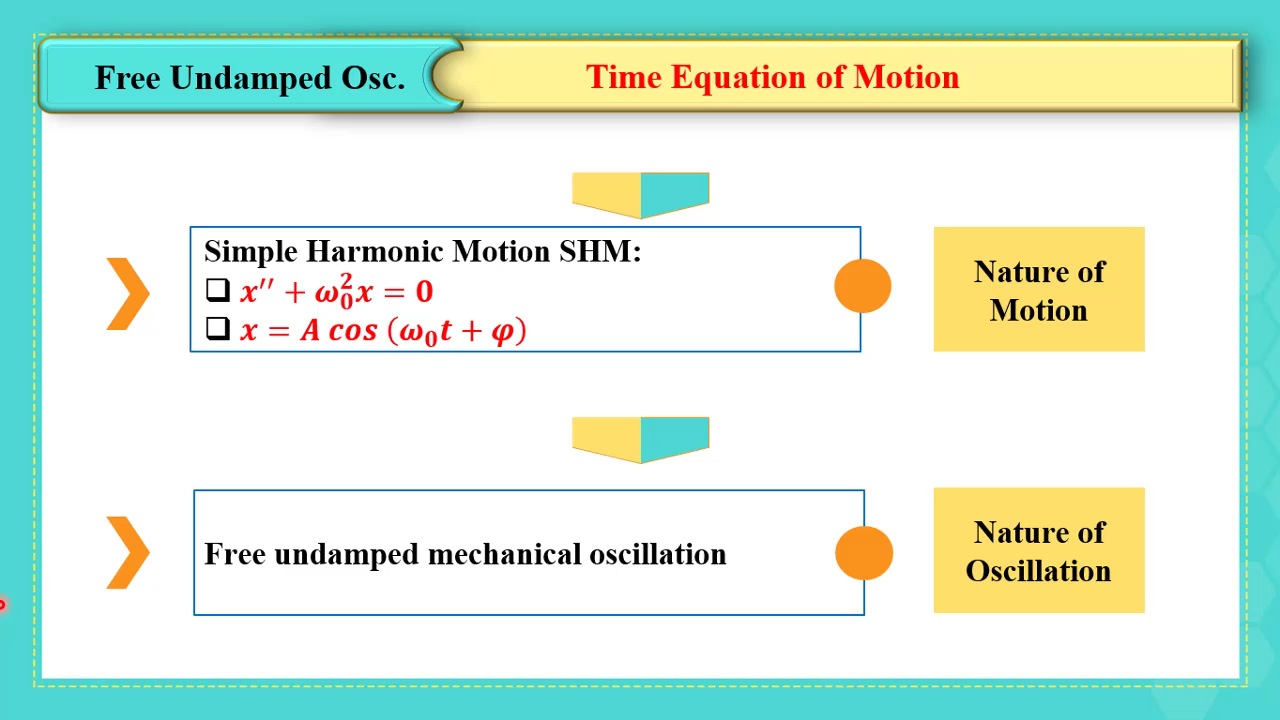 Free Undamped Osc.
Time Equation of Motion
Simple Harmonic Motion SHM:
❑ x′′ + ω₀²x = 0
❑ x = A cos (ω₀t + φ)
Nature of
Motion
Free undamped mechanical oscillation
Nature of
Oscillation